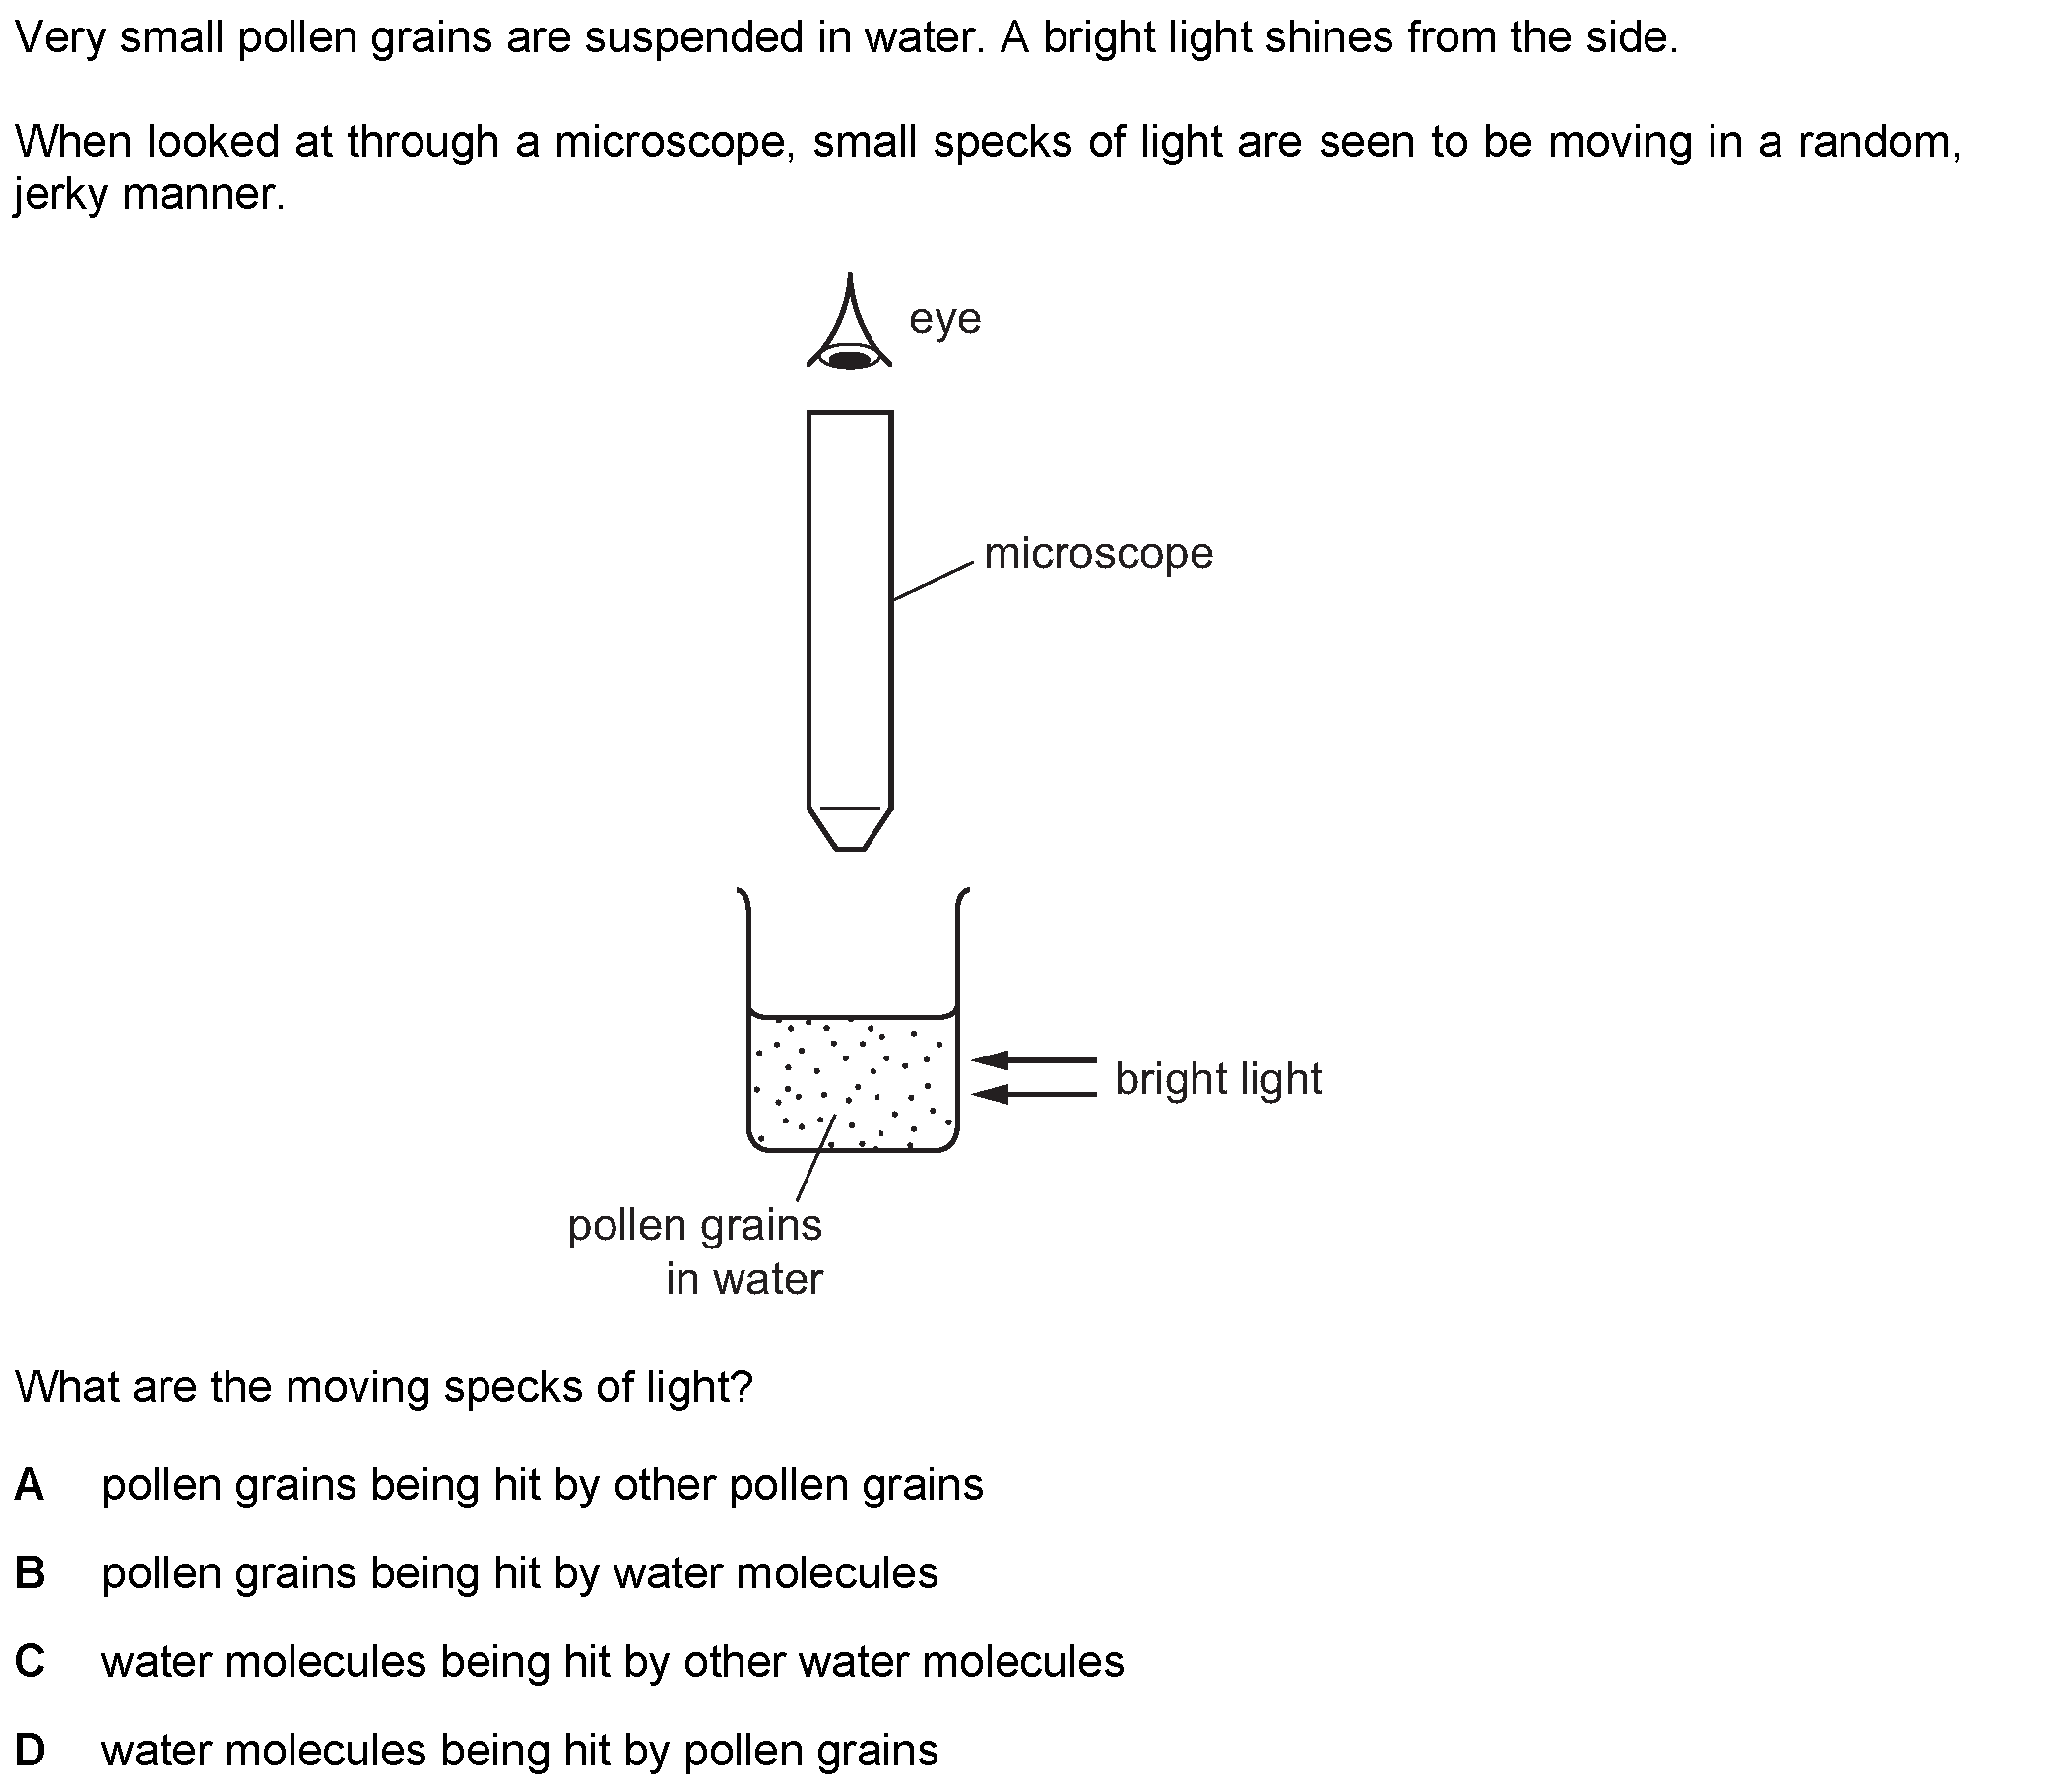 Very small pollen grains are suspended in water. A bright light shines from the side.
When looked at through a microscope, small specks of light are seen to be moving in a random,
jerky manner.
eye
microscope
bright light
pollen grains
in water
What are the moving specks of light?
A pollen grains being hit by other pollen grains
B pollen grains being hit by water molecules
C water molecules being hit by other water molecules
D water molecules being hit by pollen grains